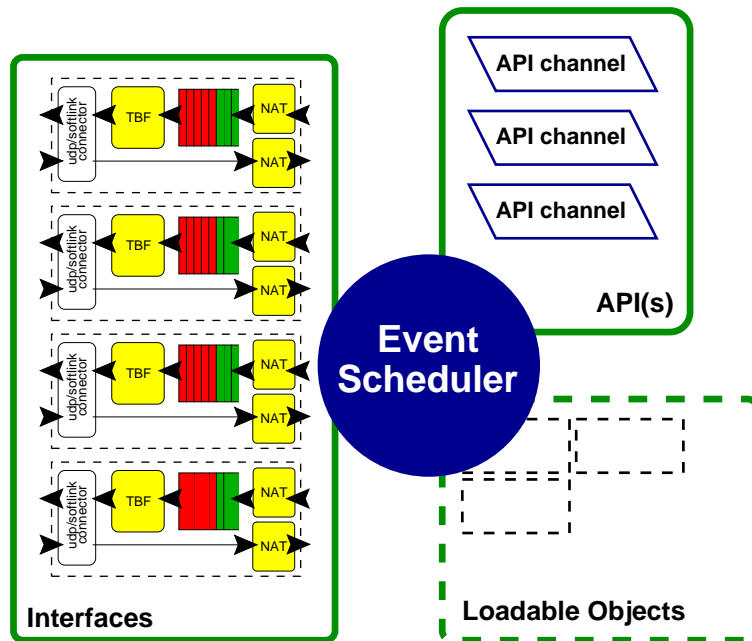 API channel
API channel
API channel
API(s)
udp/softlink
connector
TBF
NAT
NAT
udp/softlink
connector
TBF
NAT
NAT
udp/softlink
connector
TBF
NAT
NAT
udp/softlink
connector
TBF
NAT
NAT
Interfaces
Event
Scheduler
Loadable Objects